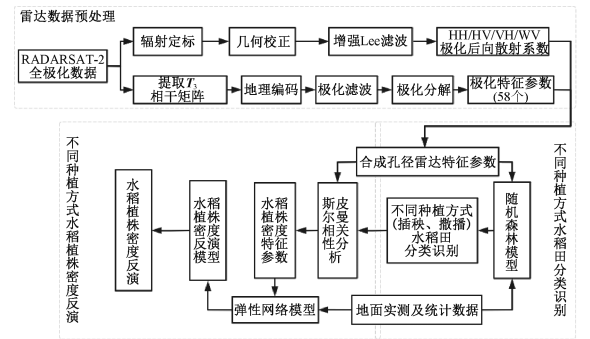 雷达数据预处理
RADARSAT-2
全极化数据
辐射定标
几何校正
增强Lee滤波
HH/HV/VH/WV
极化后向散射系数
提取T3
相干矩阵
地理编码
极化滤波
极化分解
极化特征参数
(58个)
不同种植方式水稻植株密度反演
合成孔径雷达特征参数
不同种植方式水稻田分类识别
水稻植株密度反演
水稻植株密度反演模型
水稻植株密度特征参数
斯皮尔曼相关性分析
不同种植方式
(插秧、撒播)
水稻田
分类识别
随机森林模型
弹性网络模型
地面实测及统计数据